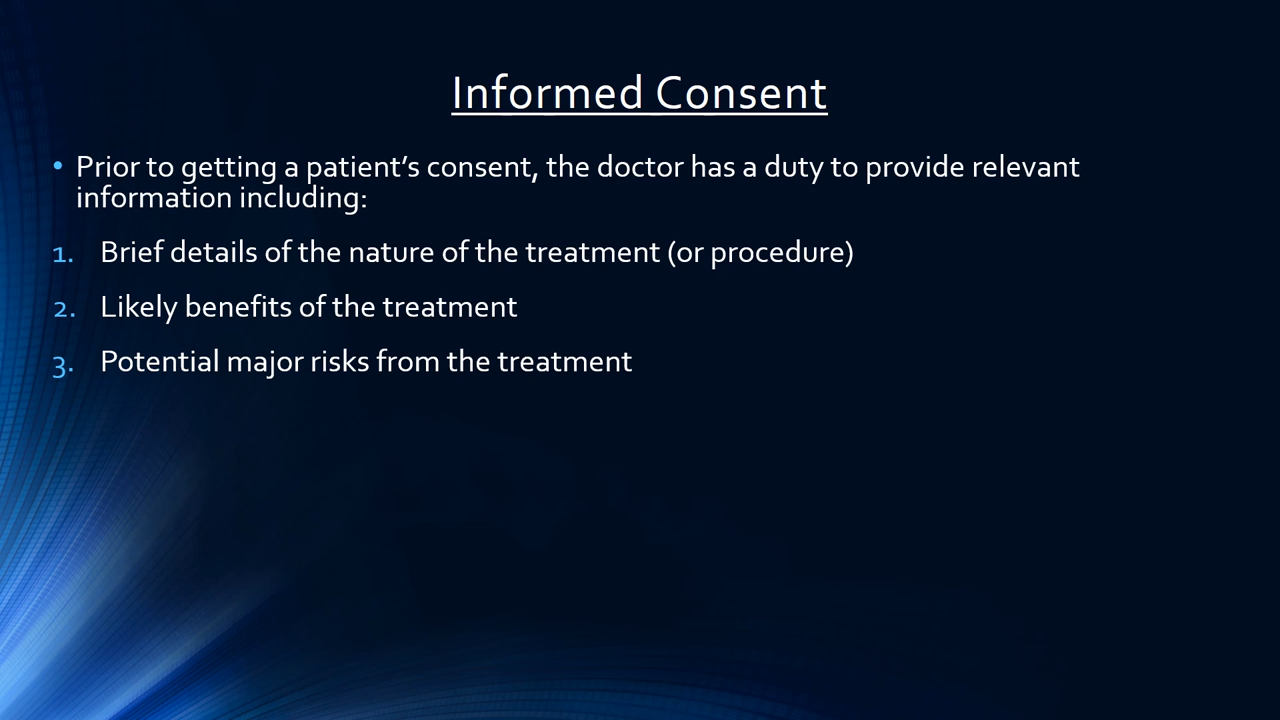 Informed Consent
• Prior to getting a patient’s consent, the doctor has a duty to provide relevant
information including:
1. Brief details of the nature of the treatment (or procedure)
2. Likely benefits of the treatment
3. Potential major risks from the treatment